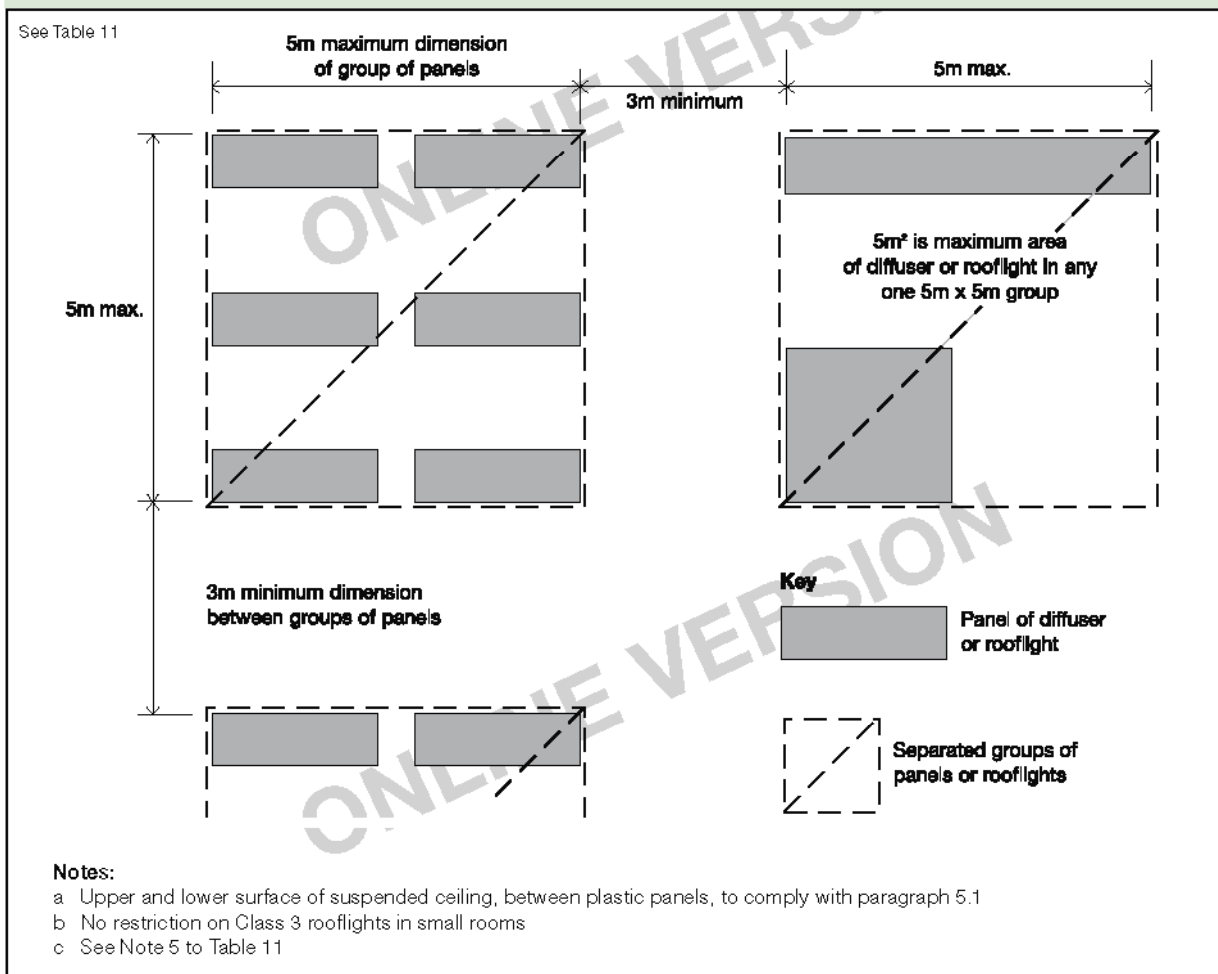 See Table 11
5m maximum dimension
of group of panels
3m minimum
5m max.
5m max.
5m² is maximum area
of diffuser or rooflight in any
one 5m x 5m group
3m minimum dimension
between groups of panels
Key
Panel of diffuser
or rooflight
Separated groups of
panels or rooflights
ONLINE VERSION
ONLINE VERSION
Notes:
a Upper and lower surface of suspended ceiling, between plastic panels, to comply with paragraph 5.1
b No restriction on Class 3 rooflights in small rooms
c See Note 5 to Table 11